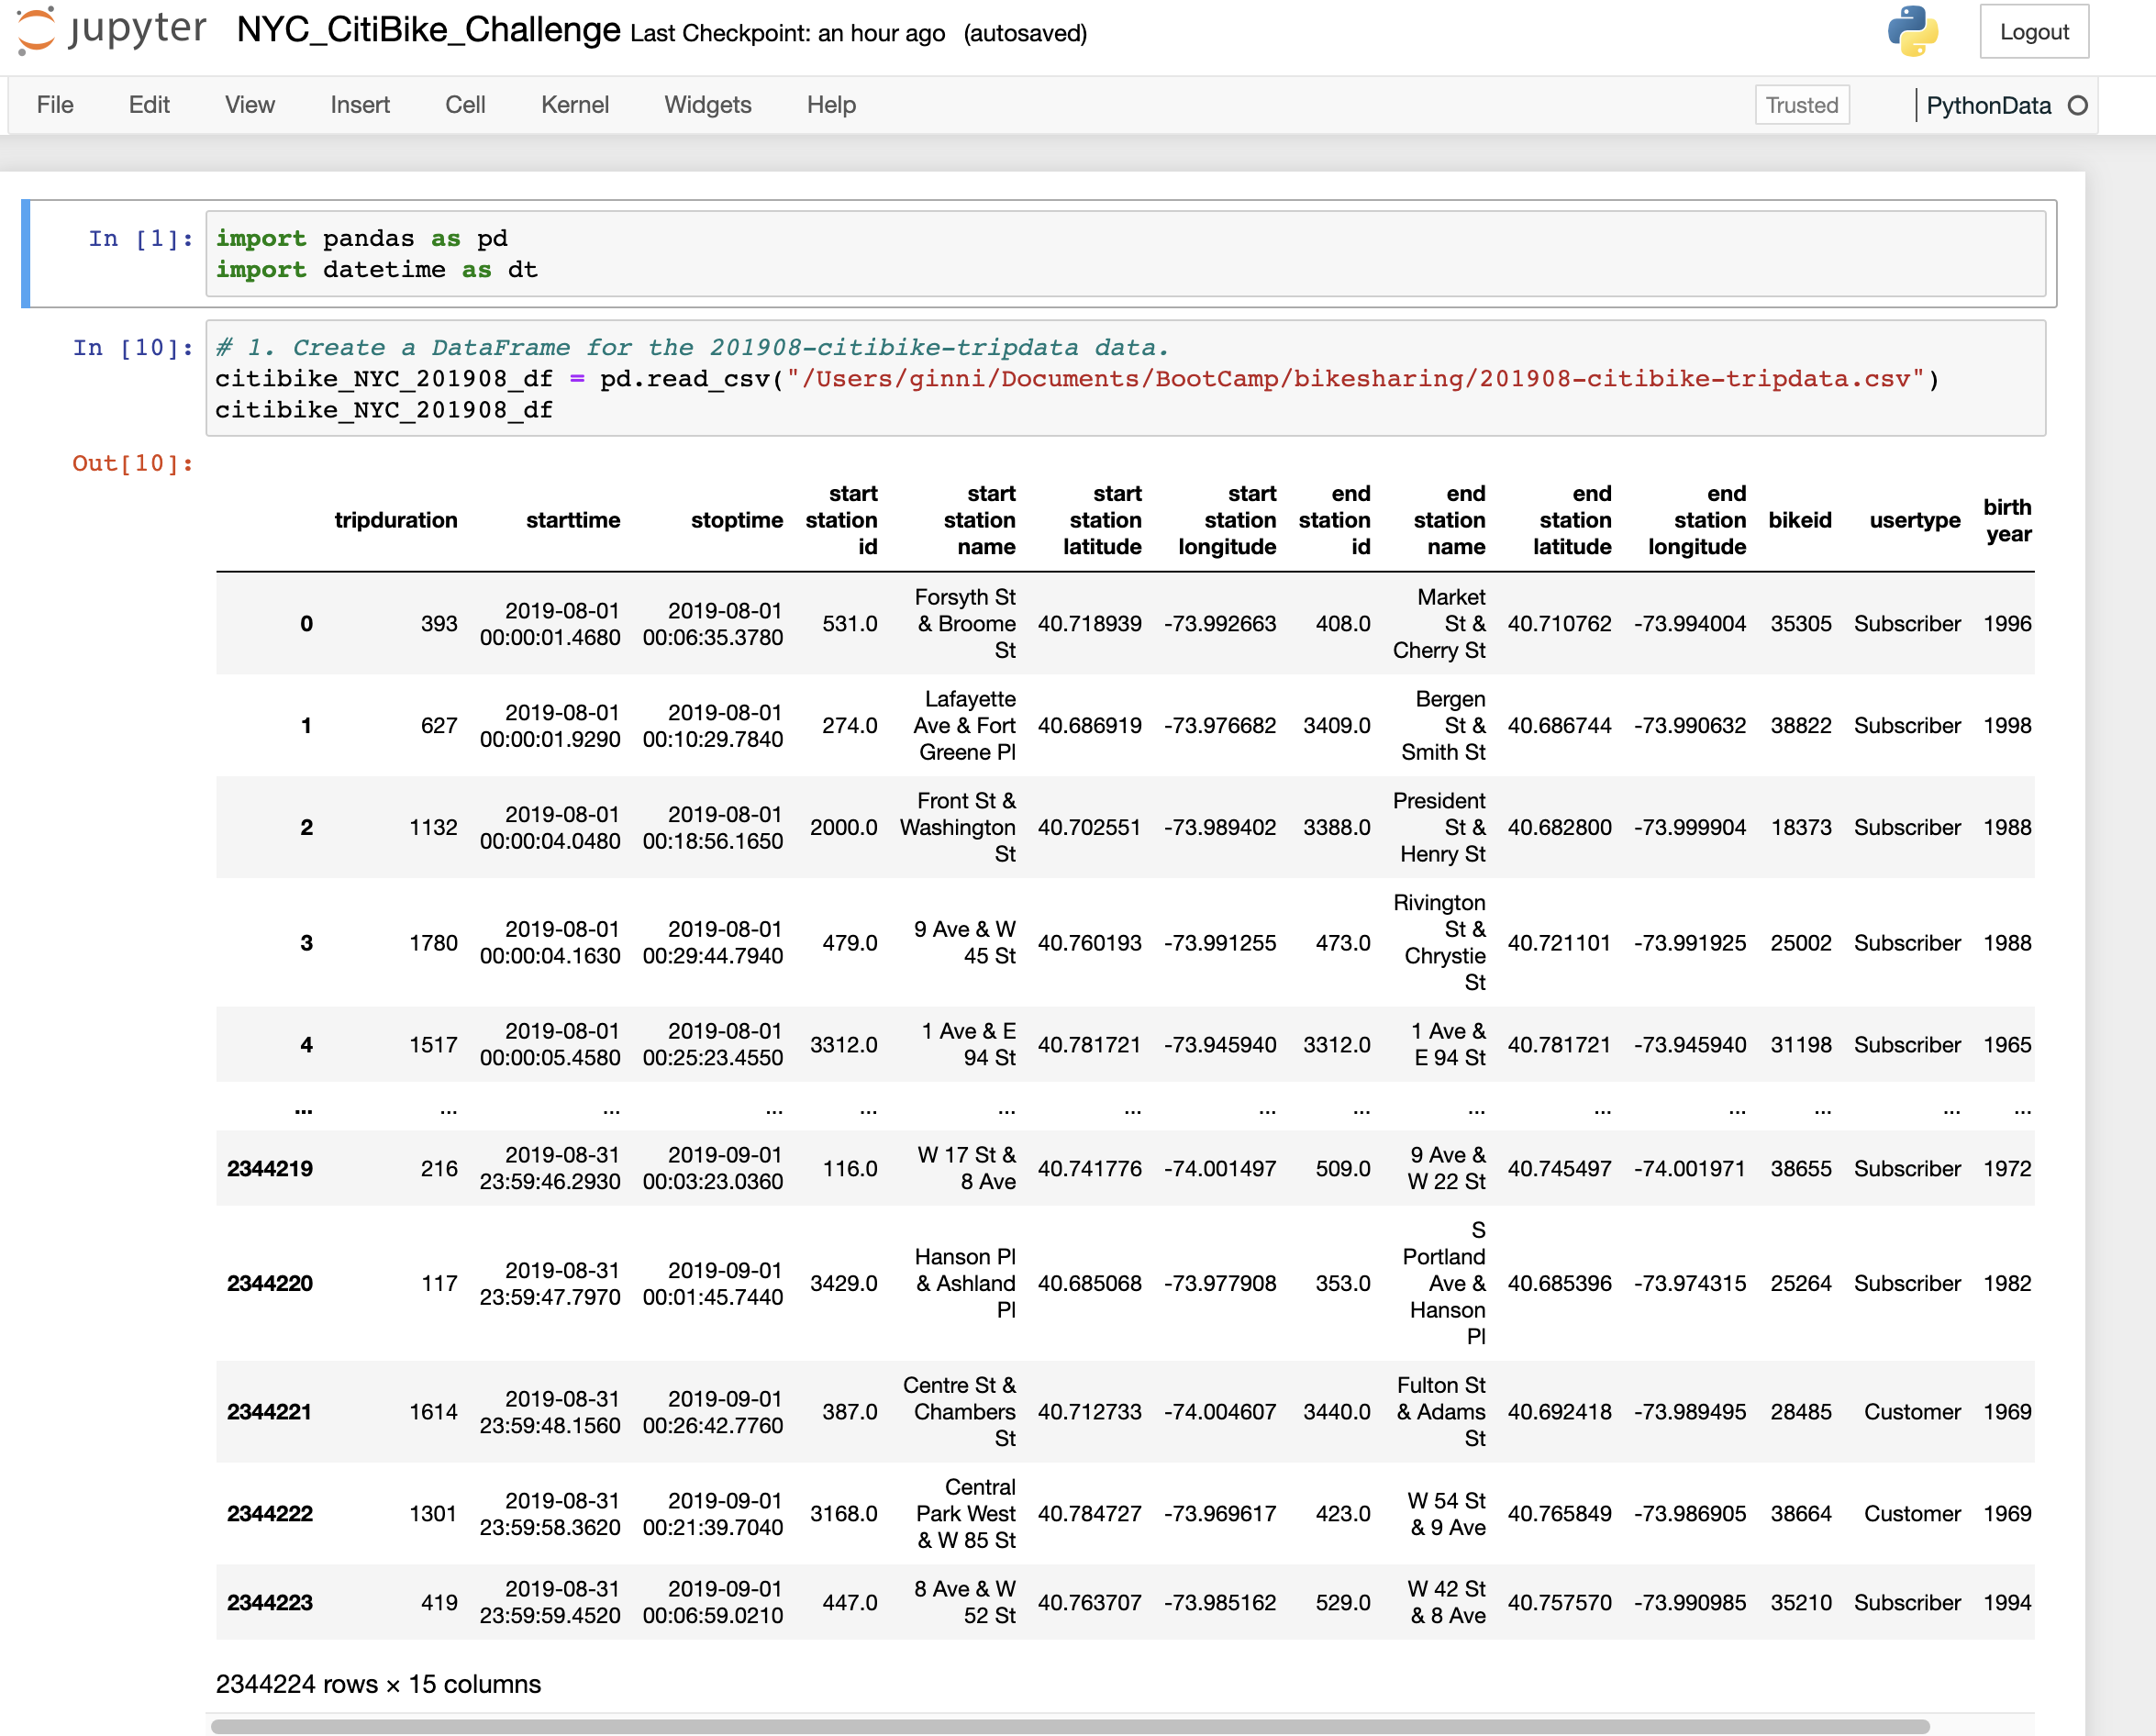 jupyter NYC_CitiBike_Challenge Last Checkpoint: an hour ago (autosaved) Logout
File Edit View Insert Cell Kernel Widgets Help Trusted PythonData
In [1]: import pandas as pd
import datetime as dt
In [10]: # 1. Create a DataFrame for the 201908-citibike-tripdata data.
citibike_NYC_201908_df = pd.read_csv("/Users/ginni/Documents/BootCamp/bikesharing/201908-citibike-tripdata.csv")
citibike_NYC_201908_df
Out[10]:
tripduration starttime stoptime start station id start station name start station latitude start station longitude end station id end station name end station latitude end station longitude bikeid usertype birth year
0 393 2019-08-01 00:00:01.4680 2019-08-01 00:06:35.3780 531.0 Forsyth St & Broome St 40.718939 -73.992663 408.0 Market St & Cherry St 40.710762 -73.994004 35305 Subscriber 1996
1 627 2019-08-01 00:00:01.9290 2019-08-01 00:10:29.7840 274.0 Lafayette Ave & Fort Greene Pl 40.686919 -73.976682 3409.0 Bergen St & Smith St 40.686744 -73.990632 38822 Subscriber 1998
2 1132 2019-08-01 00:00:04.0480 2019-08-01 00:18:56.1650 2000.0 Front St & Washington St 40.702551 -73.989402 3388.0 President St & Henry St 40.682800 -73.999904 18373 Subscriber 1988
3 1780 2019-08-01 00:00:04.1630 2019-08-01 00:29:44.7940 479.0 9 Ave & W 45 St 40.760193 -73.991255 473.0 Rivington St & Chrystie St 40.721101 -73.991925 25002 Subscriber 1988
4 1517 2019-08-01 00:00:05.4580 2019-08-01 00:25:23.4550 3312.0 1 Ave & E 94 St 40.781721 -73.945940 3312.0 1 Ave & E 94 St 40.781721 -73.945940 31198 Subscriber 1965
... ... ... ... ... ... ... ... ... ... ... ... ... ... ...
2344219 216 2019-08-31 23:59:46.2930 2019-09-01 00:03:23.0360 116.0 W 17 St & 8 Ave 40.741776 -74.001497 509.0 9 Ave & W 22 St 40.745497 -74.001971 38655 Subscriber 1972
2344220 117 2019-08-31 23:59:47.7970 2019-09-01 00:01:45.7440 3429.0 Hanson Pl & Ashland Pl 40.685068 -73.977908 353.0 S Portland Ave & Hanson Pl 40.685396 -73.974315 25264 Subscriber 1982
2344221 1614 2019-08-31 23:59:48.1560 2019-09-01 00:26:42.7760 387.0 Centre St & Chambers St 40.712733 -74.004607 3440.0 Fulton St & Adams St 40.692418 -73.989495 28485 Customer 1969
2344222 1301 2019-08-31 23:59:58.3620 2019-09-01 00:21:39.7040 3168.0 Central Park West & W 85 St 40.784727 -73.969617 423.0 W 54 St & 9 Ave 40.765849 -73.986905 38664 Customer 1969
2344223 419 2019-08-31 23:59:59.4520 2019-09-01 00:06:59.0210 447.0 8 Ave & W 52 St 40.763707 -73.985162 529.0 W 42 St & 8 Ave 40.757570 -73.990985 35210 Subscriber 1994
2344224 rows × 15 columns